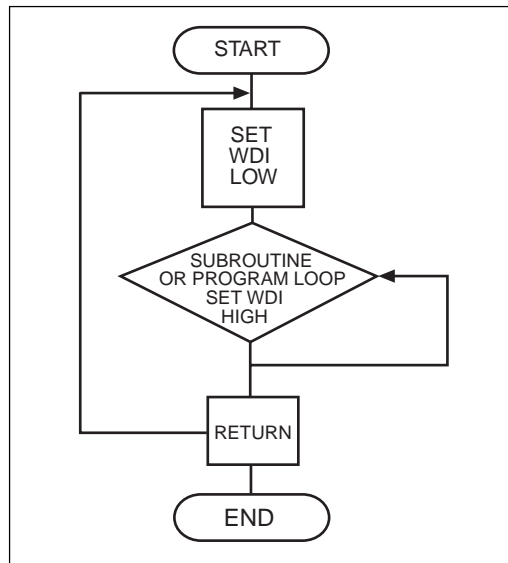 START
SET
WDI
LOW
SUBROUTINE
OR PROGRAM LOOP
SET WDI
HIGH
RETURN
END